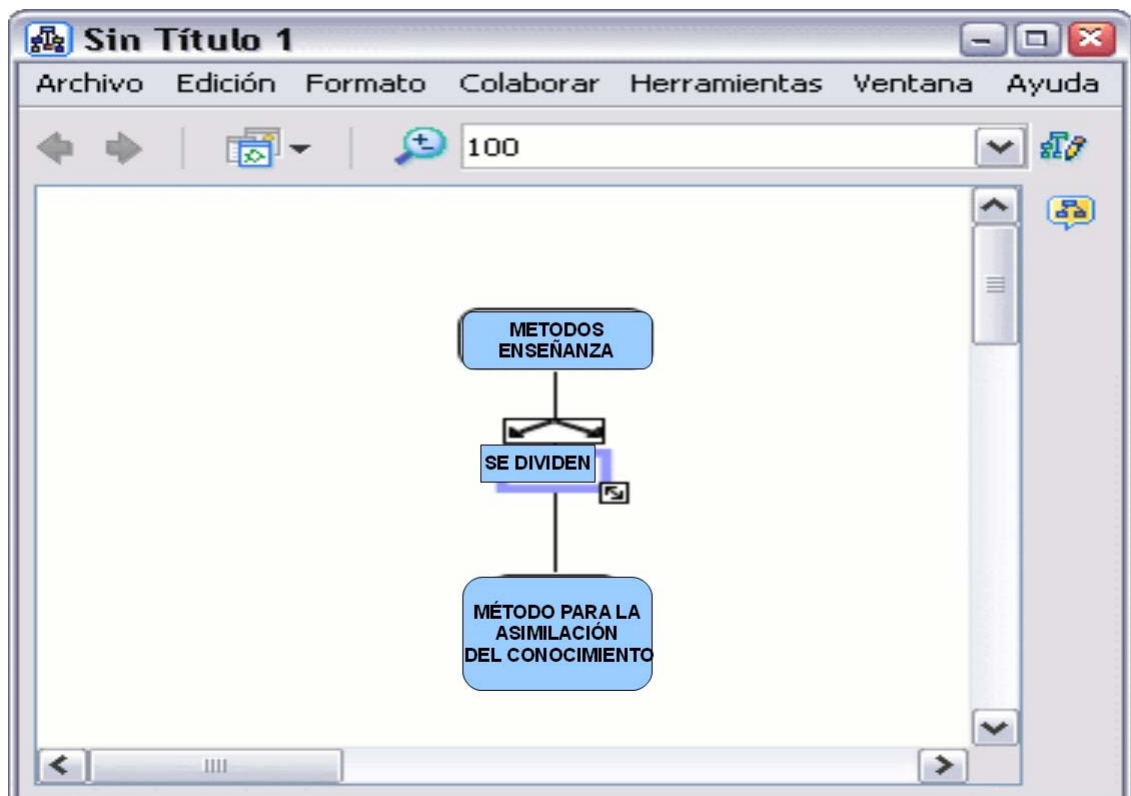 Sin Título 1
Archivo Edición Formato Colaborar Herramientas Ventana Ayuda
100
METODOS
ENSEÑANZA
SE DIVIDEN
MÉTODO PARA LA
ASIMILACIÓN
DEL CONOCIMIENTO